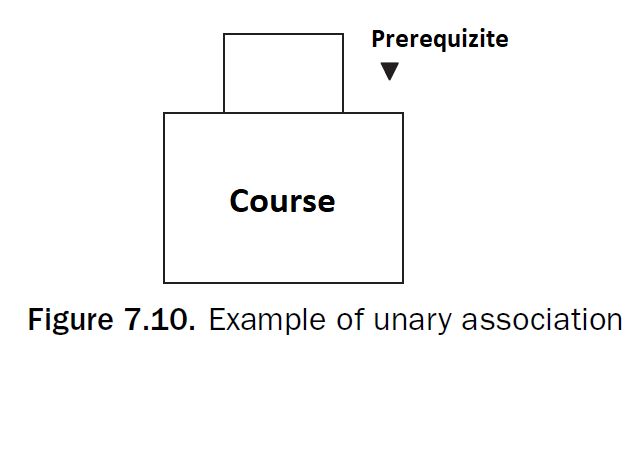 Prerequizite
Course
Figure 7.10. Example of unary association